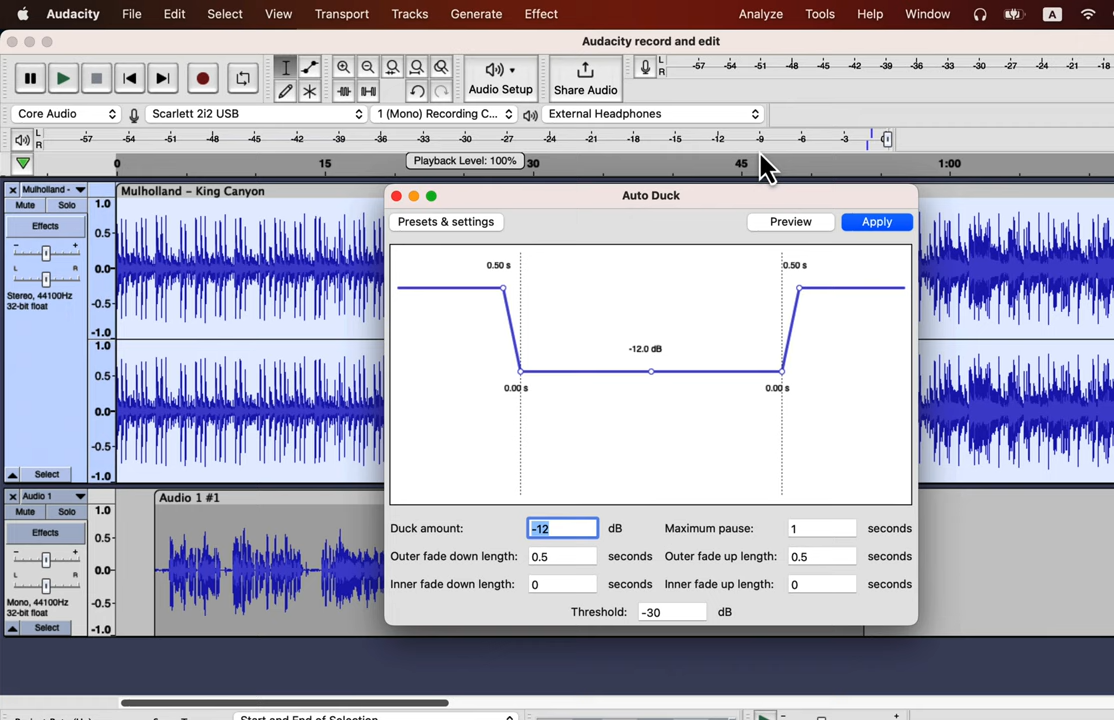 Audacity File Edit Select View Transport Tracks Generate Effect Analyze Tools Help Window A
Audacity record and edit
Audio Setup
Share Audio
L
R
-57 -54 -51 -48 -45 -42 -39 -36 -33 -30 -27 -24 -21 -18
Core Audio Scarlett 2i2 USB 1 (Mono) Recording C... External Headphones
L
R
-57 -54 -51 -48 -45 -42 -39 -36 -33 -30 -27 -24 -21 -18 -15 -12 -9 -6 -3 0
0 15 30 45 1:00
Playback Level: 100%
Mulholland -
Mute Solo
Effects
- +
L R
Stereo, 44100Hz
32-bit float
Select
1.0
0.5-
0.0-
-0.5-
-1.0
1.0
0.5-
0.0-
-0.5-
-1.0
Mulholland – King Canyon
Audio 1
Mute Solo
Effects
- +
L R
Mono, 44100Hz
32-bit float
Select
1.0
0.5-
0.0-
-0.5-
-1.0
Audio 1 #1
Auto Duck
Presets & settings Preview Apply
0.50 s 0.50 s
-12.0 dB
0.00 s 0.00 s
Duck amount: -12 dB Maximum pause: 1 seconds
Outer fade down length: 0.5 seconds Outer fade up length: 0.5 seconds
Inner fade down length: 0 seconds Inner fade up length: 0 seconds
Threshold: -30 dB
Start and End of Selection